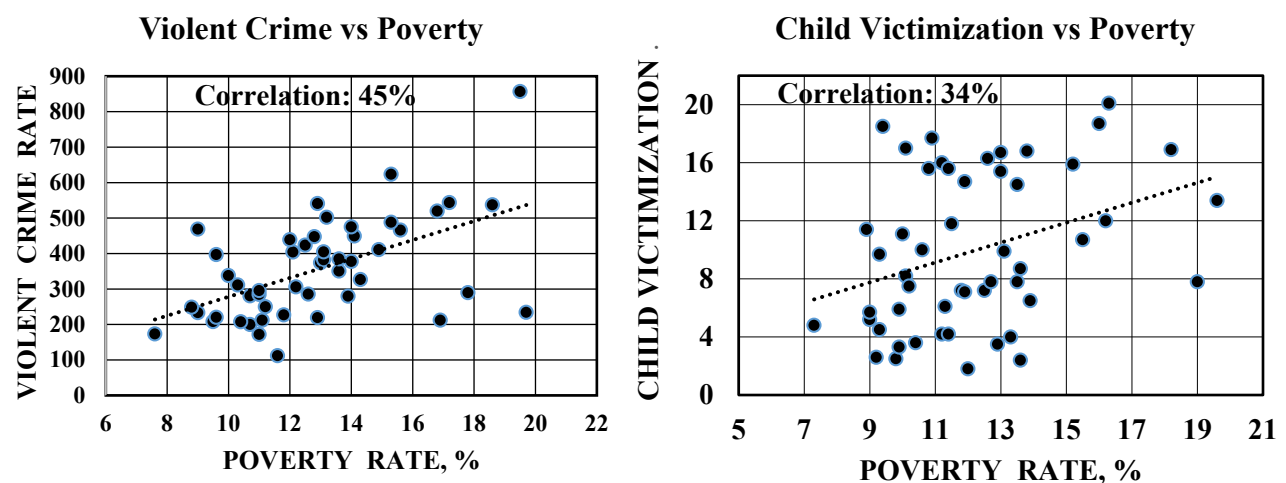 Violent Crime vs Poverty
Correlation: 45%
VIOLENT CRIME RATE
900
800
700
600
500
400
300
200
100
0
6 8 10 12 14 16 18 20 22
POVERTY RATE, %
Child Victimization vs Poverty
Correlation: 34%
CHILD VICTIMIZATION .
20
16
12
8
4
0
5 7 9 11 13 15 17 19 21
POVERTY RATE, %